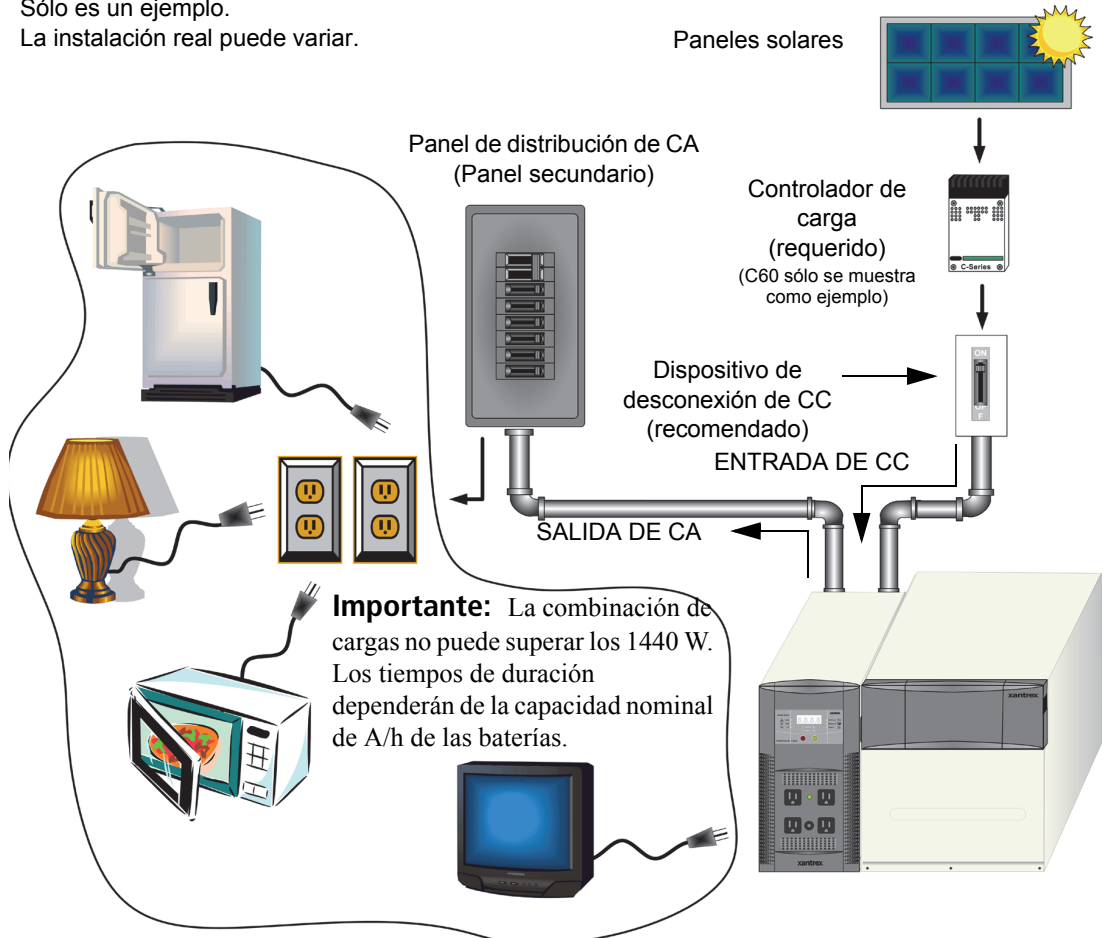 Sólo es un ejemplo.
La instalación real puede variar.
Paneles solares
Panel de distribución de CA
(Panel secundario)
Controlador de
carga
(requerido)
(C60 sólo se muestra
como ejemplo)
C-Series
ON
OF
F
Dispositivo de
desconexión de CC
(recomendado)
ENTRADA DE CC
SALIDA DE CA
Importante: La combinación de
cargas no puede superar los 1440 W.
Los tiempos de duración
dependerán de la capacidad nominal
de A/h de las baterías.
xantrex
xantrex